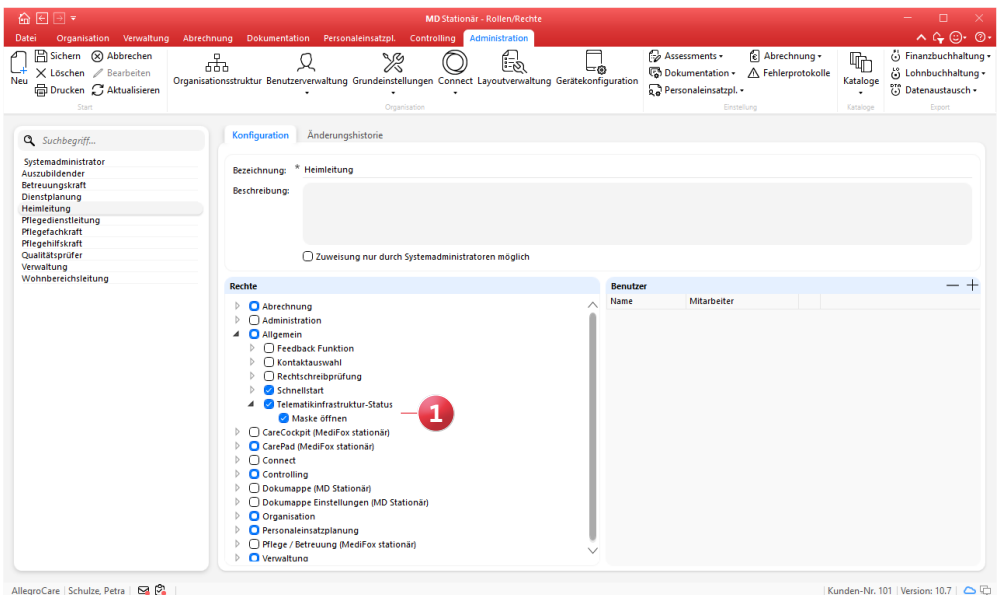 MD Stationär - Rollen/Rechte
Datei Organisation Verwaltung Abrechnung Dokumentation Personaleinsatzpl. Controlling Administration
Neu
Sichern Abbrechen
Löschen Bearbeiten
Drucken Aktualisieren
Start
Organisationsstruktur Benutzerverwaltung Grundeinstellungen Connect Layoutverwaltung Gerätekonfiguration
Organisation
Assessments Abrechnung
Dokumentation Fehlerprotokolle
Personaleinsatzpl.
Einstellung
Kataloge
Kataloge
Finanzbuchhaltung
Lohnbuchhaltung
Datenaustausch
Export
Suchbegriff...
Systemadministrator
Auszubildender
Betreuungskraft
Dienstplanung
Heimleitung
Pflegedienstleitung
Pflegefachkraft
Pflegehilfskraft
Qualitätsprüfer
Verwaltung
Wohnbereichsleitung
Konfiguration Änderungshistorie
Bezeichnung: * Heimleitung
Beschreibung:
Zuweisung nur durch Systemadministratoren möglich
Rechte
Abrechnung
Administration
Allgemein
Feedback Funktion
Kontaktauswahl
Rechtschreibprüfung
Schnellstart
Telematikinfrastruktur-Status
Maske öffnen
1
CareCockpit (MediFox stationär)
CarePad (MediFox stationär)
Connect
Controlling
Dokumappe (MD Stationär)
Dokumappe Einstellungen (MD Stationär)
Organisation
Personaleinsatzplanung
Pflege / Betreuung (MediFox stationär)
Verwaltung
Benutzer
Name Mitarbeiter
AllegroCare Schulze, Petra
Kunden-Nr. 101 Version: 10.7